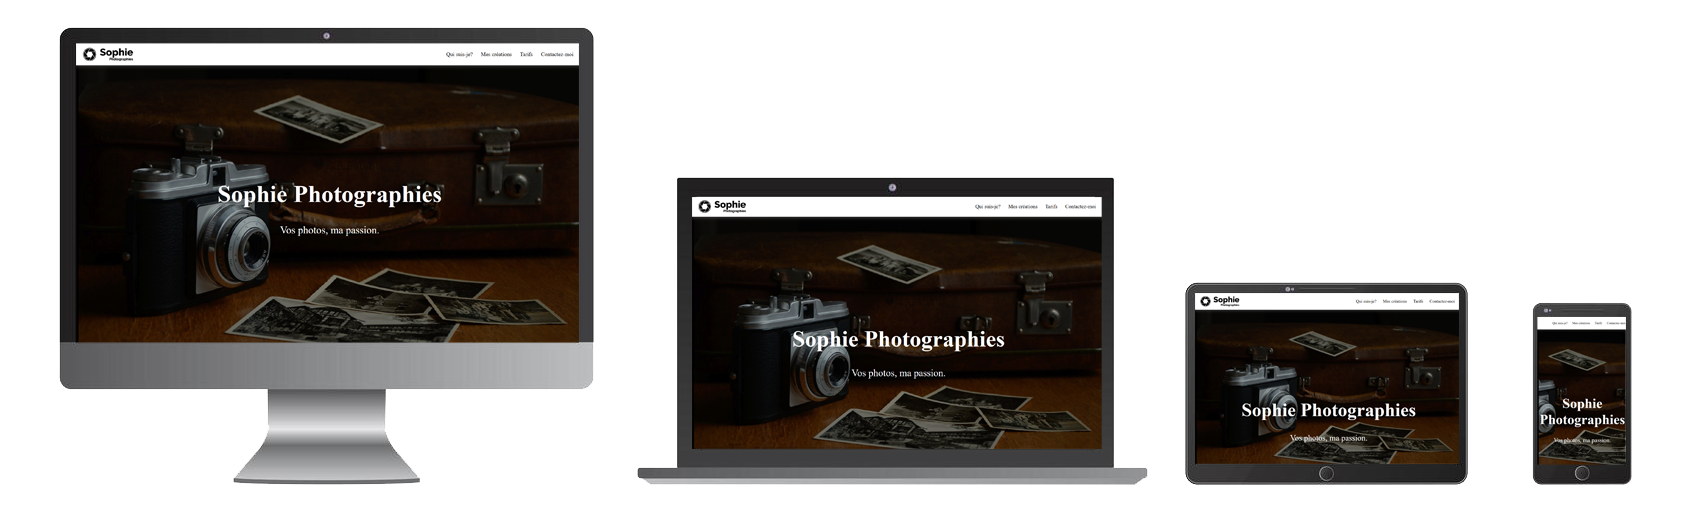 Sophie
Photographies
Qui suis-je? Mes créations Tarifs Contactez-moi
Sophie Photographies
Vos photos, ma passion.
Sophie
Photographies
Qui suis-je? Mes créations Tarifs Contactez-moi
Sophie Photographies
Vos photos, ma passion.
Sophie
Photographies
Qui suis-je? Mes créations Tarifs Contactez-moi
Sophie Photographies
Vos photos, ma passion.
Qui suis-je? Mes créations Tarifs Contactez-moi
Sophie
Photographies
Vos photos, ma passion.